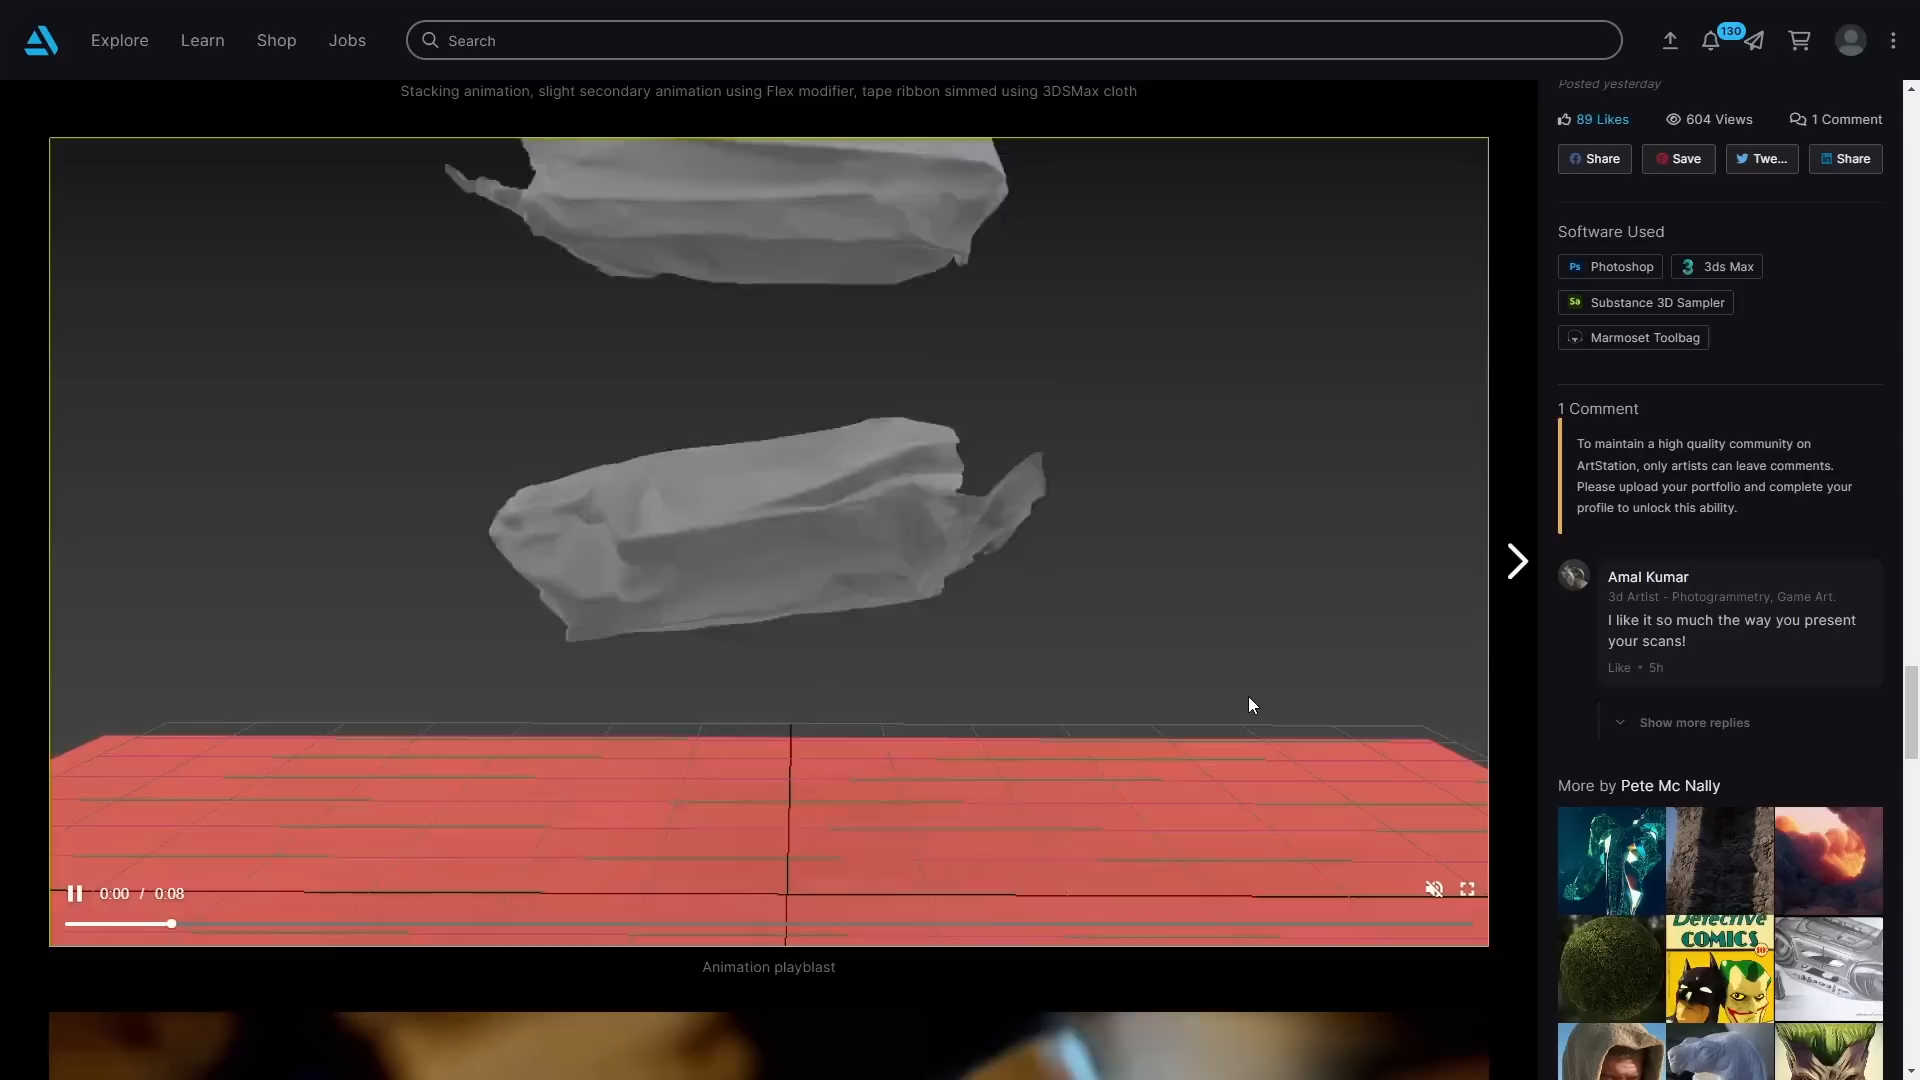 Explore
Learn
Shop
Jobs
Search
130
Stacking animation, slight secondary animation using Flex modifier, tape ribbon simmed using 3DSMax cloth
0:00 / 0:08
Animation playblast
Posted yesterday
89 Likes
604 Views
1 Comment
Share
Save
Twe...
Share
Software Used
Ps Photoshop
3ds Max
Sa Substance 3D Sampler
Marmoset Toolbag
1 Comment
To maintain a high quality community on
ArtStation, only artists can leave comments.
Please upload your portfolio and complete your
profile to unlock this ability.
Amal Kumar
3d Artist - Photogrammetry, Game Art.
I like it so much the way you present
your scans!
Like • 5h
Show more replies
More by Pete Mc Nally
Detective
COMICS